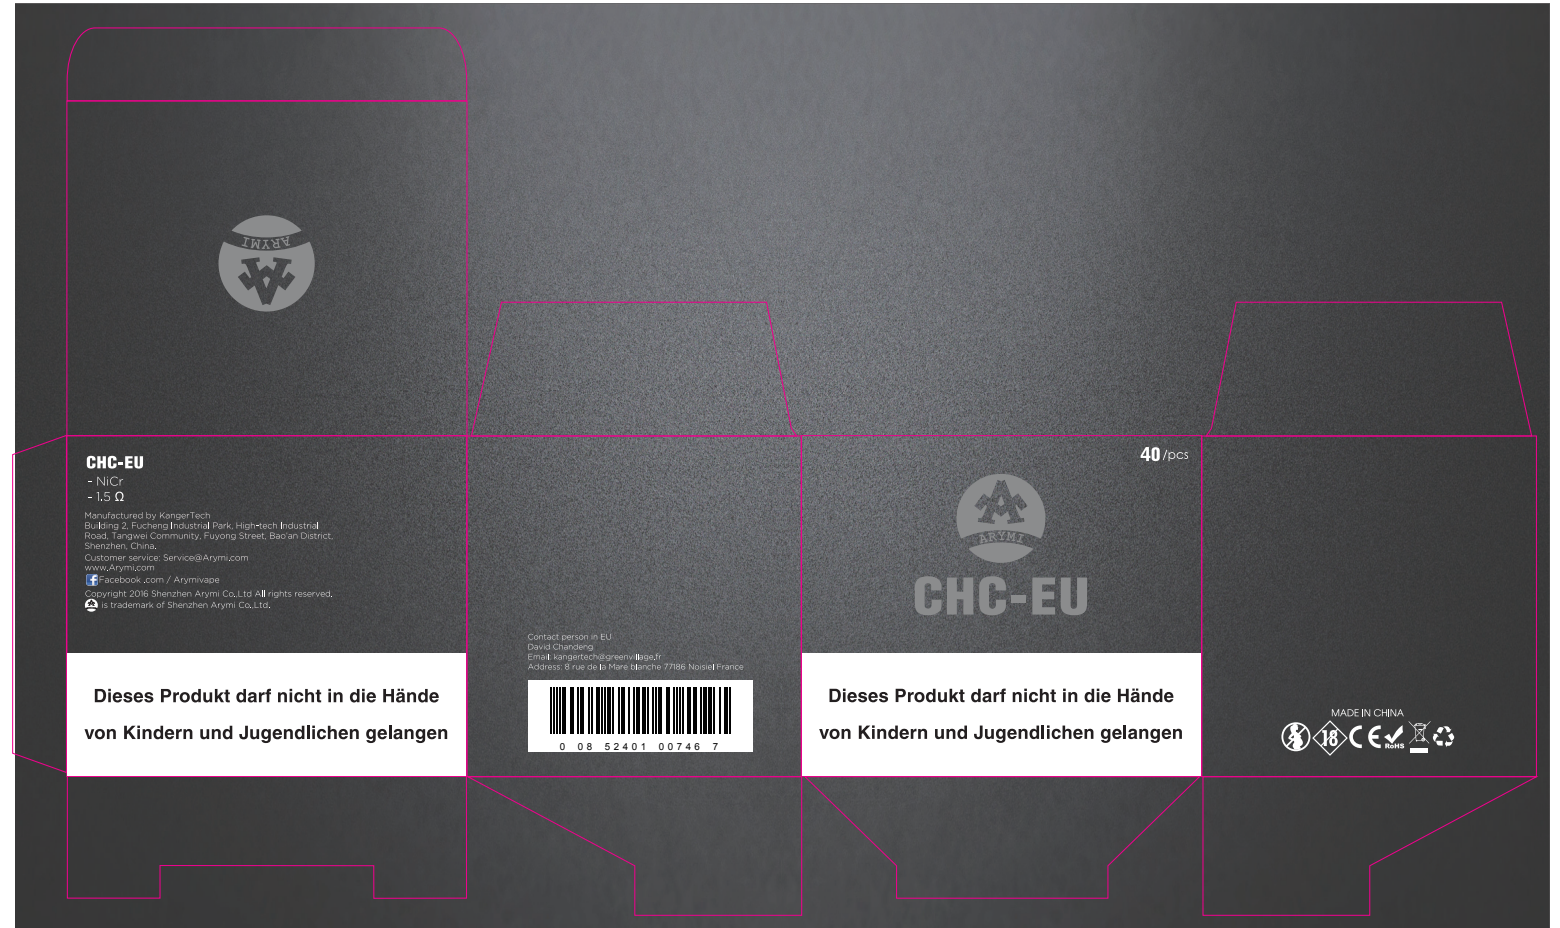 ARYMI
CHC-EU
- NiCr
- 1.5 Ω
Manufactured by KangerTech
Building 2, Fucheng Industrial Park, High-tech Industrial
Road, Tangwei Community, Fuyong Street, Bao'an District,
Shenzhen, China.
Customer service: Service@Arymi.com
www.Arymi.com
Facebook .com / Arymivape
Copyright 2016 Shenzhen Arymi Co,.Ltd All rights reserved.
is trademark of Shenzhen Arymi Co,.Ltd.
Dieses Produkt darf nicht in die Hände
von Kindern und Jugendlichen gelangen
Contact person in EU
David Chandeng
Email: kangertech@greenvillage.fr
Address: 8 rue de la Mare blanche 77186 Noisiel France
0 08 52401 00746 7
40/pcs
ARYMI
CHC-EU
Dieses Produkt darf nicht in die Hände
von Kindern und Jugendlichen gelangen
MADE IN CHINA
18 CE RoHS